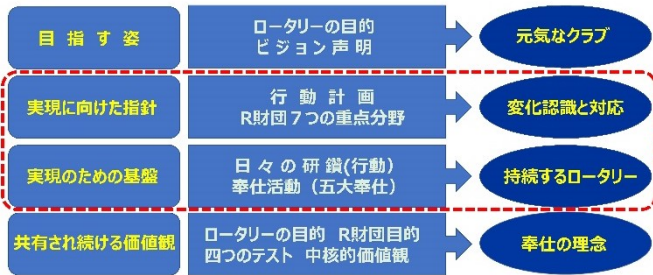 目指す姿
ロータリーの目的
ビジョン声明
元気なクラブ
実現に向けた指針
行動計画
R財団7つの重点分野
変化認識と対応
実現のための基盤
日々の研鑽(行動)
奉仕活動(五大奉仕)
持続するロータリー
共有され続ける価値観
ロータリーの目的 R財団目的
四つのテスト 中核的価値観
奉仕の理念